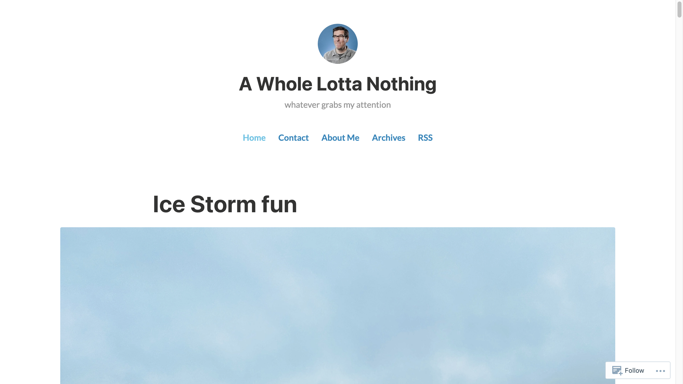 A Whole Lotta Nothing
whatever grabs my attention
Home Contact About Me Archives RSS
Ice Storm fun
Follow